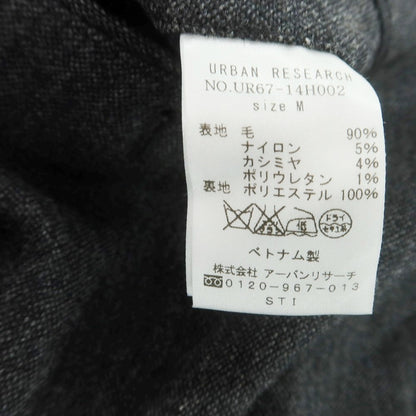 URBAN RESEARCH
NO.UR67-14H002
size M
表地 毛 90%
ナイロン 5%
カシミヤ 4%
ポリウレタン 1%
裏地 ポリエステル 100%
ドライ
ベトナム製
株式会社 アーバンリサーチ
0120-967-013
STI